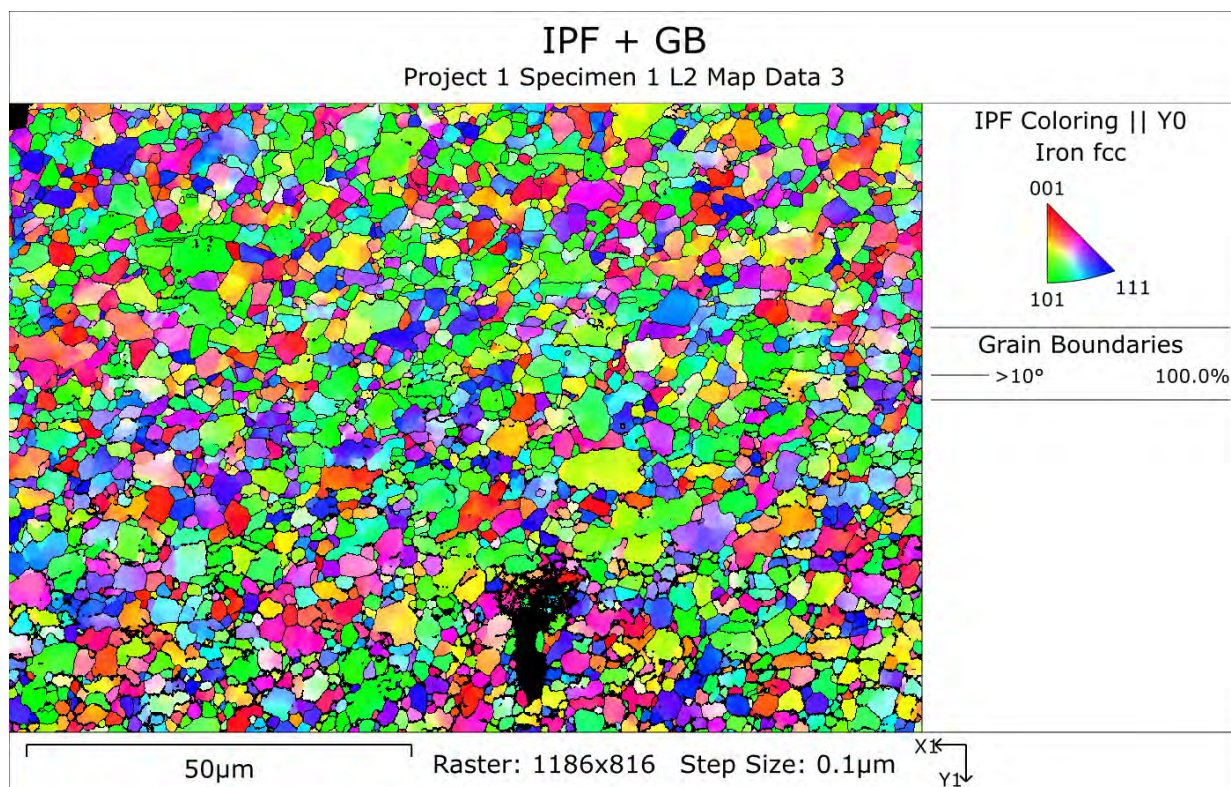 IPF + GB
Project 1 Specimen 1 L2 Map Data 3
IPF Coloring || Y0
Iron fcc
001
101
111
Grain Boundaries
>10° 100.0%
50µm
Raster: 1186x816 Step Size: 0.1µm
X1
Y1